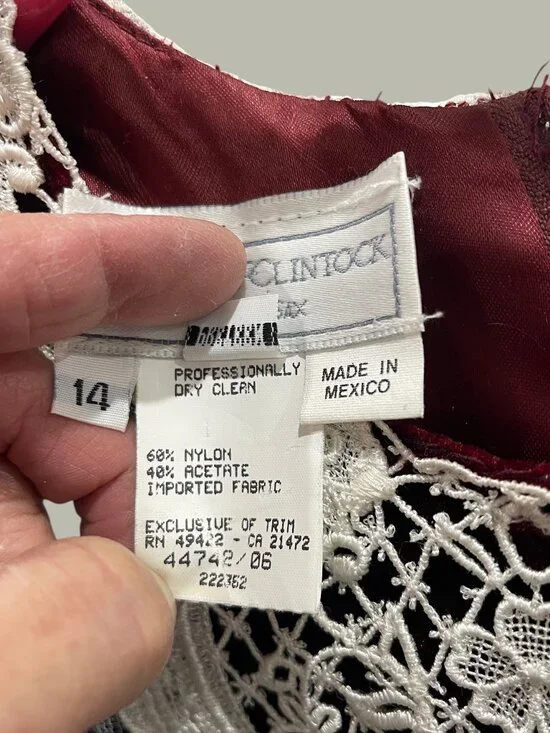 CLINTOCK
14
PROFESSIONALLY
DRY CLEAN
MADE IN
MEXICO
60% NYLON
40% ACETATE
IMPORTED FABRIC
EXCLUSIVE OF TRIM
RN 49422 - CA 21472
44742/06
222362